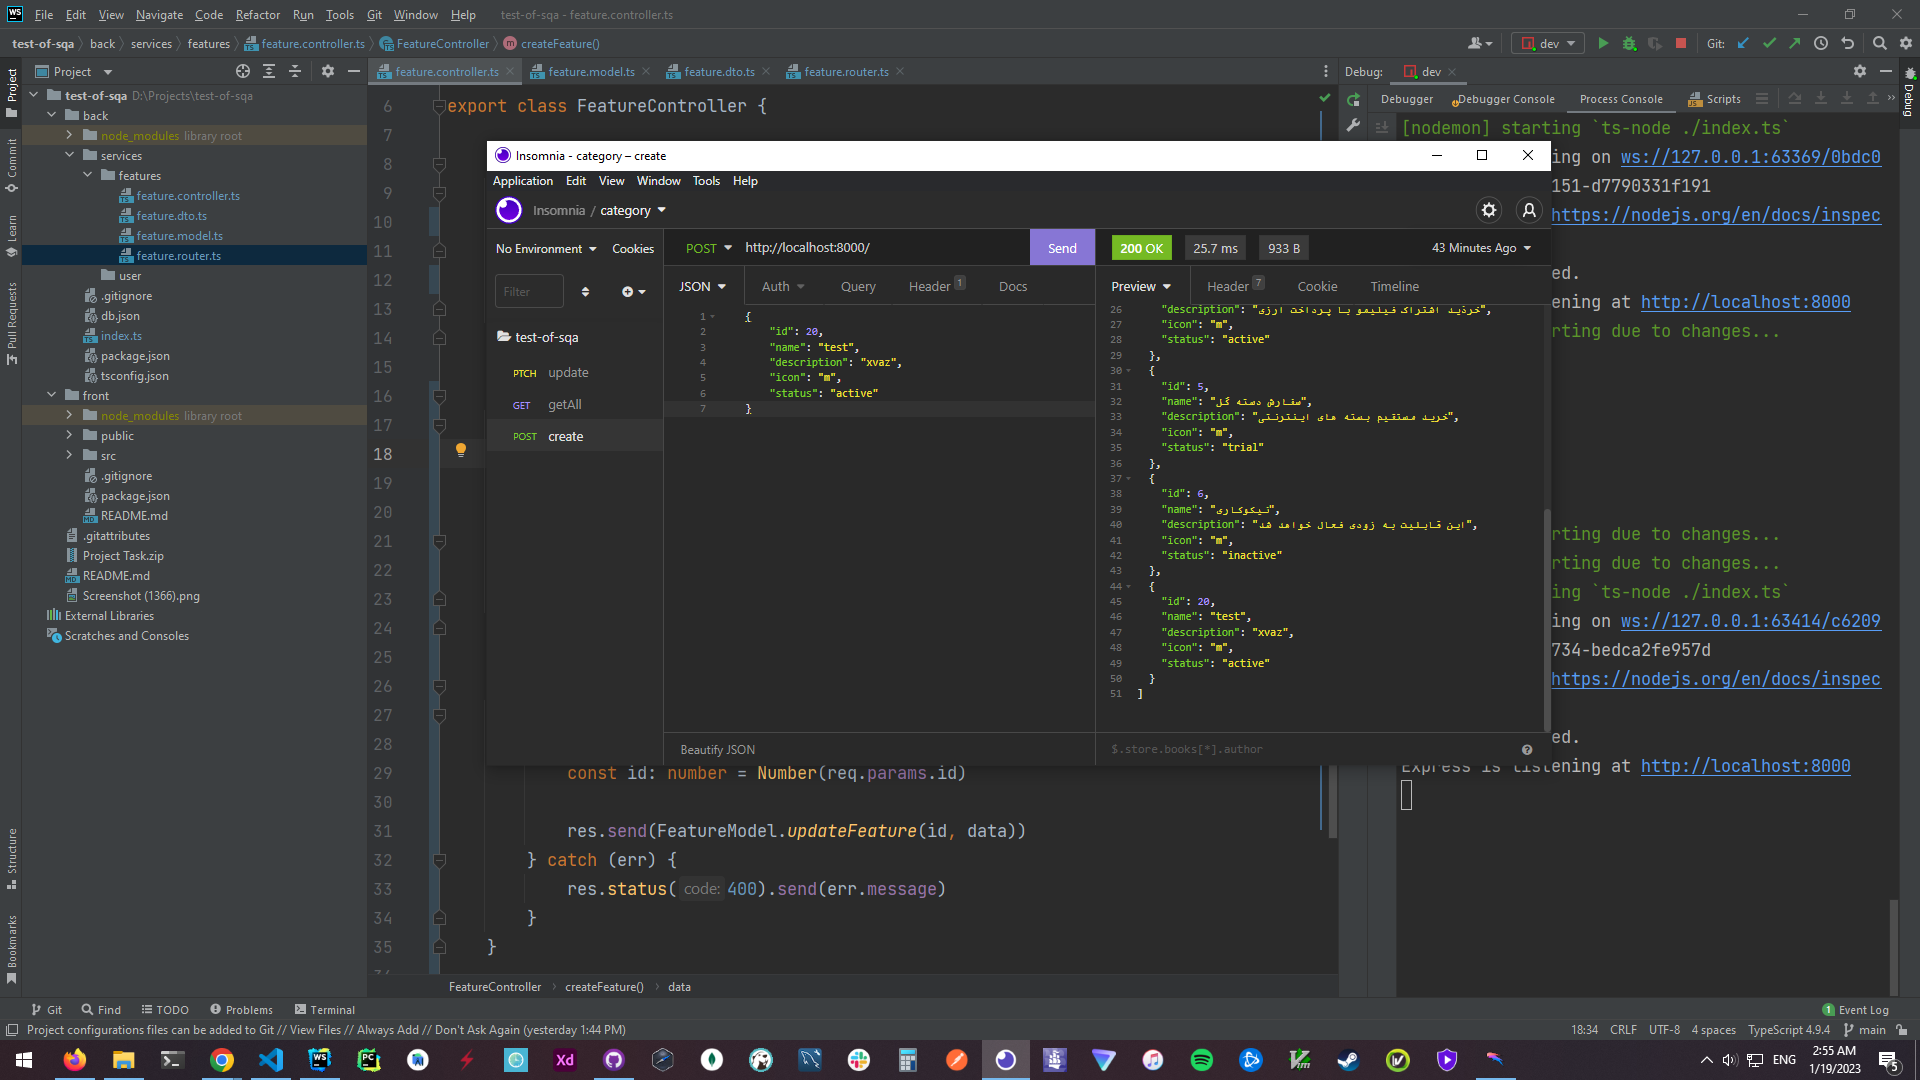 File Edit View Navigate Code Refactor Run Tools Git Window Help test-of-sqa - feature.controller.ts
test-of-sqa back services features feature.controller.ts FeatureController createFeature() dev Git:
Project
feature.controller.ts feature.model.ts feature.dto.ts feature.router.ts
Debug: dev
Debugger Debugger Console Process Console Scripts
Project
Commit
Learn
Pull Requests
Structure
Bookmarks
Debug
test-of-sqa D:\Projects\test-of-sqa
back
node_modules library root
services
features
feature.controller.ts
feature.dto.ts
feature.model.ts
feature.router.ts
user
.gitignore
db.json
index.ts
package.json
tsconfig.json
front
node_modules library root
public
src
.gitignore
package.json
README.md
.gitattributes
Project Task.zip
README.md
Screenshot (1366).png
External Libraries
Scratches and Consoles
6 export class FeatureController {
7
8
9
10
11
12
13
14
15
16
17
18
19
20
21
22
23
24
25
26
27
28
29 const id: number = Number(req.params.id)
30
31 res.send(FeatureModel.updateFeature(id, data))
32 } catch (err) {
33 res.status( code: 400).send(err.message)
34 }
35 }
FeatureController createFeature() data
Insomnia - category – create
Application Edit View Window Tools Help
Insomnia / category
No Environment Cookies
Filter
test-of-sqa
PTCH update
GET getAll
POST create
POST http://localhost:8000/ Send
JSON Auth Query Header 1 Docs
1 {
2 "id": 20,
3 "name": "test",
4 "description": "xvaz",
5 "icon": "m",
6 "status": "active"
7 }
Beautify JSON
200 OK 25.7 ms 933 B 43 Minutes Ago
Preview Header 7 Cookie Timeline
26 "description": "خرذید اشتراک فیلیمو با پرداخت ارزی",
27 "icon": "m",
28 "status": "active"
29 },
30 {
31 "id": 5,
32 "name": "سفارش دسته گل",
33 "description": "خرید مستقیم بسته های اینترنتی",
34 "icon": "m",
35 "status": "trial"
36 },
37 {
38 "id": 6,
39 "name": "نیکوکاری",
40 "description": "این قابلیت به زودی فعال خواهد شد",
41 "icon": "m",
42 "status": "inactive"
43 },
44 {
45 "id": 20,
46 "name": "test",
47 "description": "xvaz",
48 "icon": "m",
49 "status": "active"
50 }
51 ]
$.store.books[*].author
[nodemon] starting `ts-node ./index.ts`
ing on ws://127.0.0.1:63369/0bdc0
151-d7790331f191
https://nodejs.org/en/docs/inspec
ed.
ening at http://localhost:8000
rting due to changes...
rting due to changes...
rting due to changes...
ing `ts-node ./index.ts`
ing on ws://127.0.0.1:63414/c6209
734-bedca2fe957d
https://nodejs.org/en/docs/inspec
ed.
Express is listening at http://localhost:8000
Git Find TODO Problems Terminal 1 Event Log
Project configurations files can be added to Git // View Files // Always Add // Don't Ask Again (yesterday 1:44 PM)
18:34 CRLF UTF-8 4 spaces TypeScript 4.9.4 main
ENG 2:55 AM
1/19/2023
5